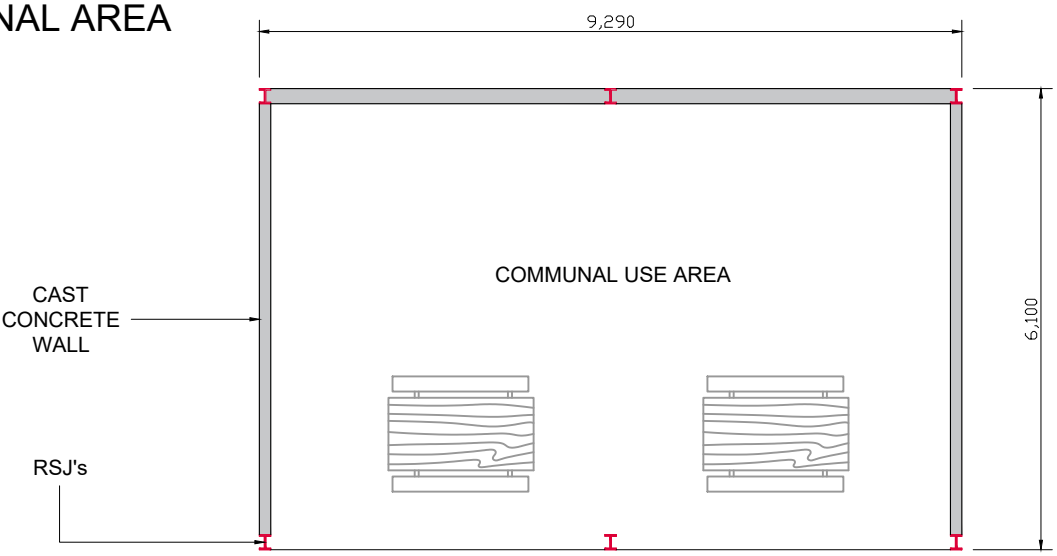 NAL AREA
9,290
COMMUNAL USE AREA
CAST
CONCRETE
WALL
6,100
RSJ's